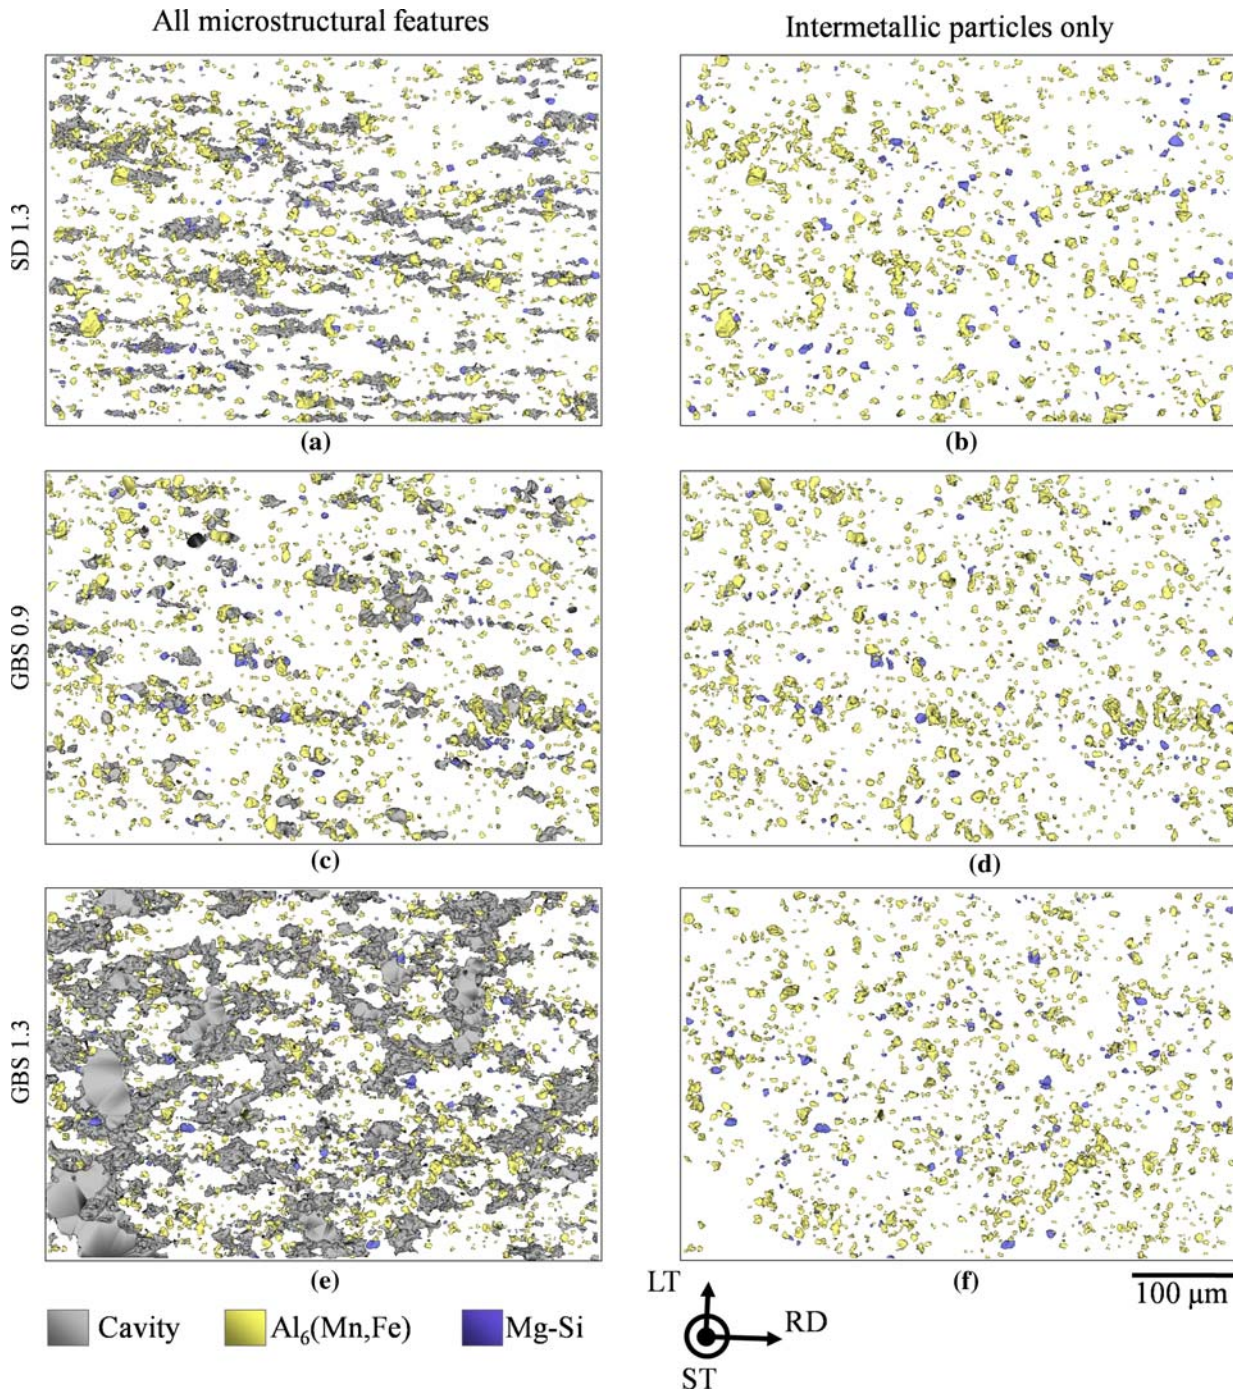 All microstructural features
Intermetallic particles only
SD 1.3
(a)
(b)
GBS 0.9
(c)
(d)
GBS 1.3
(e)
(f)
Cavity
Al₆(Mn,Fe)
Mg-Si
LT
RD
ST
100 μm